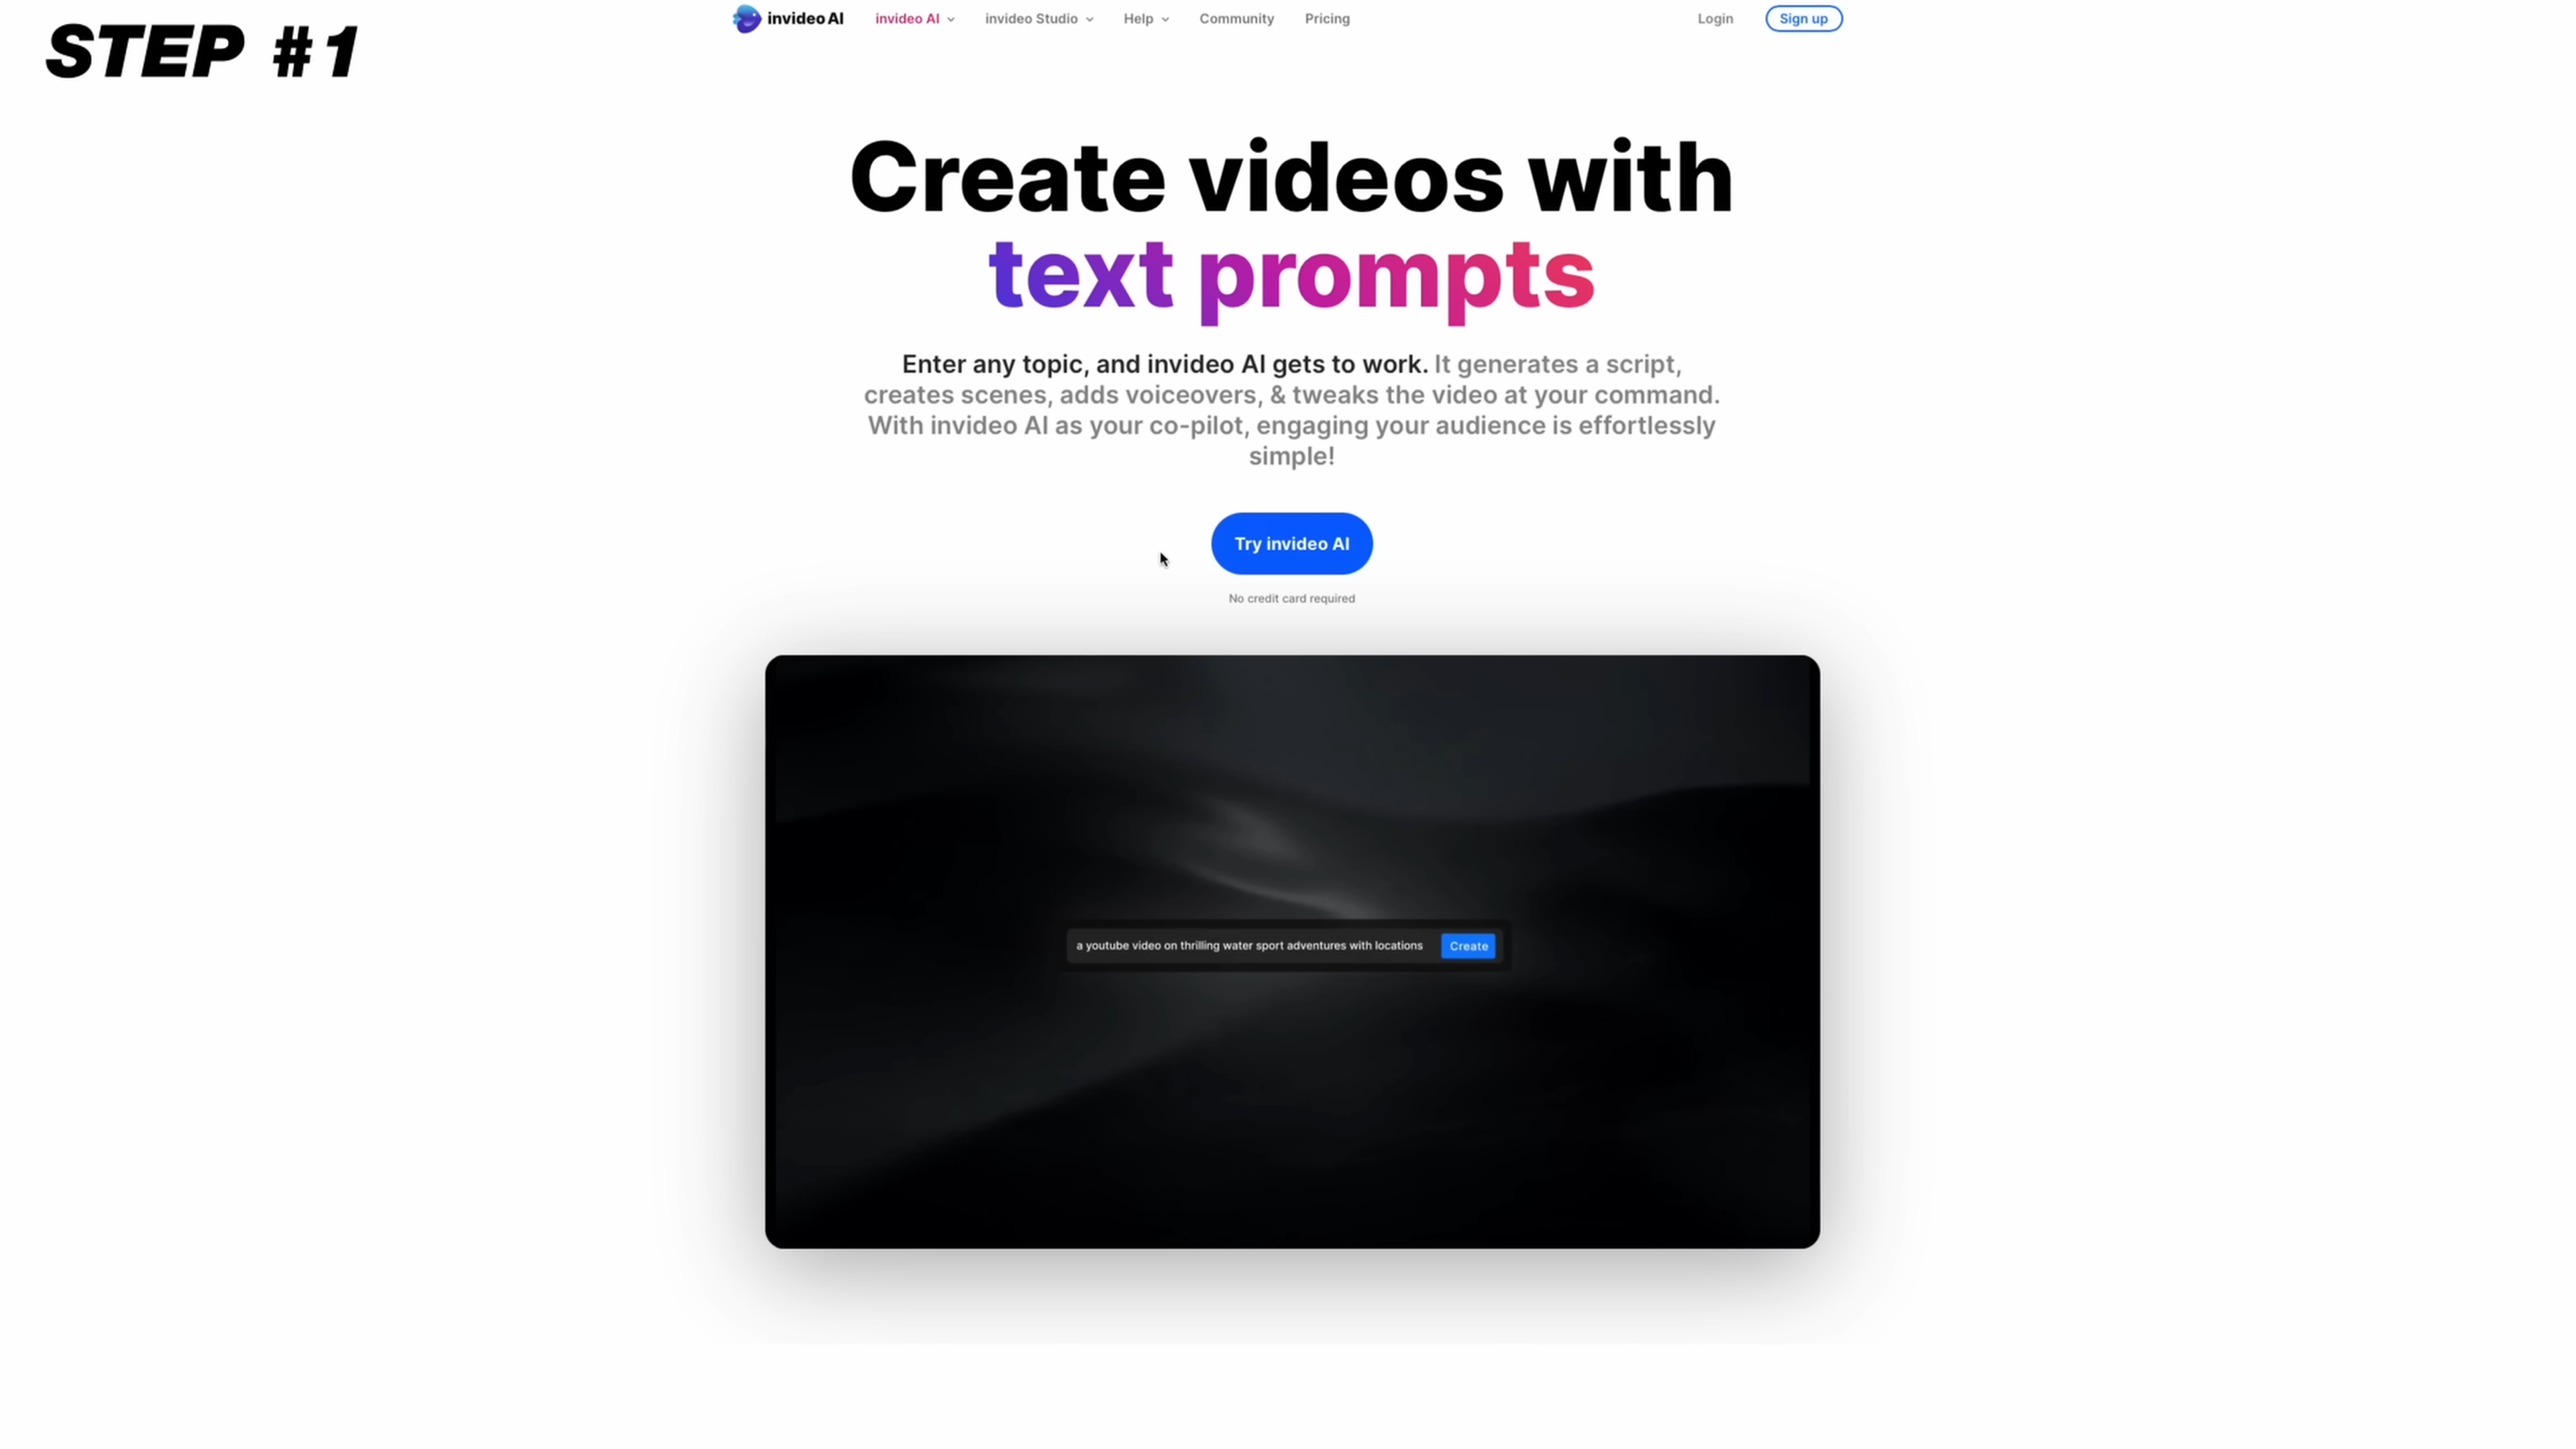 STEP #1
invideo AI
invideo AI
invideo Studio
Help
Community
Pricing
Login
Sign up
Create videos with
text prompts
Enter any topic, and invideo AI gets to work. It generates a script,
creates scenes, adds voiceovers, & tweaks the video at your command.
With invideo AI as your co-pilot, engaging your audience is effortlessly
simple!
Try invideo AI
No credit card required
a youtube video on thrilling water sport adventures with locations
Create